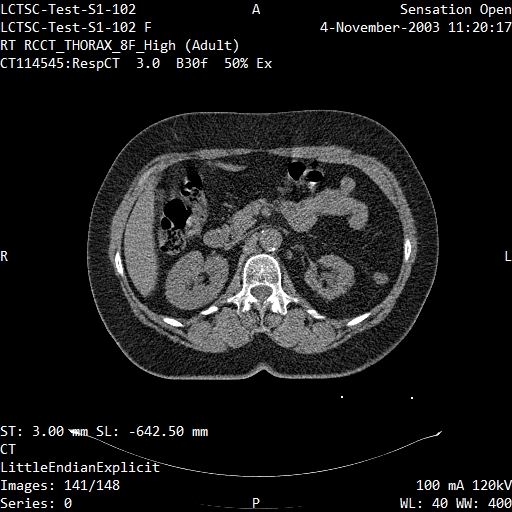 LCTSC-Test-S1-102 A Sensation Open
LCTSC-Test-S1-102 F 4-November-2003 11:20:17
RT RCCT_THORAX_8F_High (Adult)
CT114545:RespCT 3.0 B30f 50% Ex
R L
ST: 3.00 mm SL: -642.50 mm
CT
LittleEndianExplicit
Images: 141/148 100 mA 120kV
Series: 0 P WL: 40 WW: 400